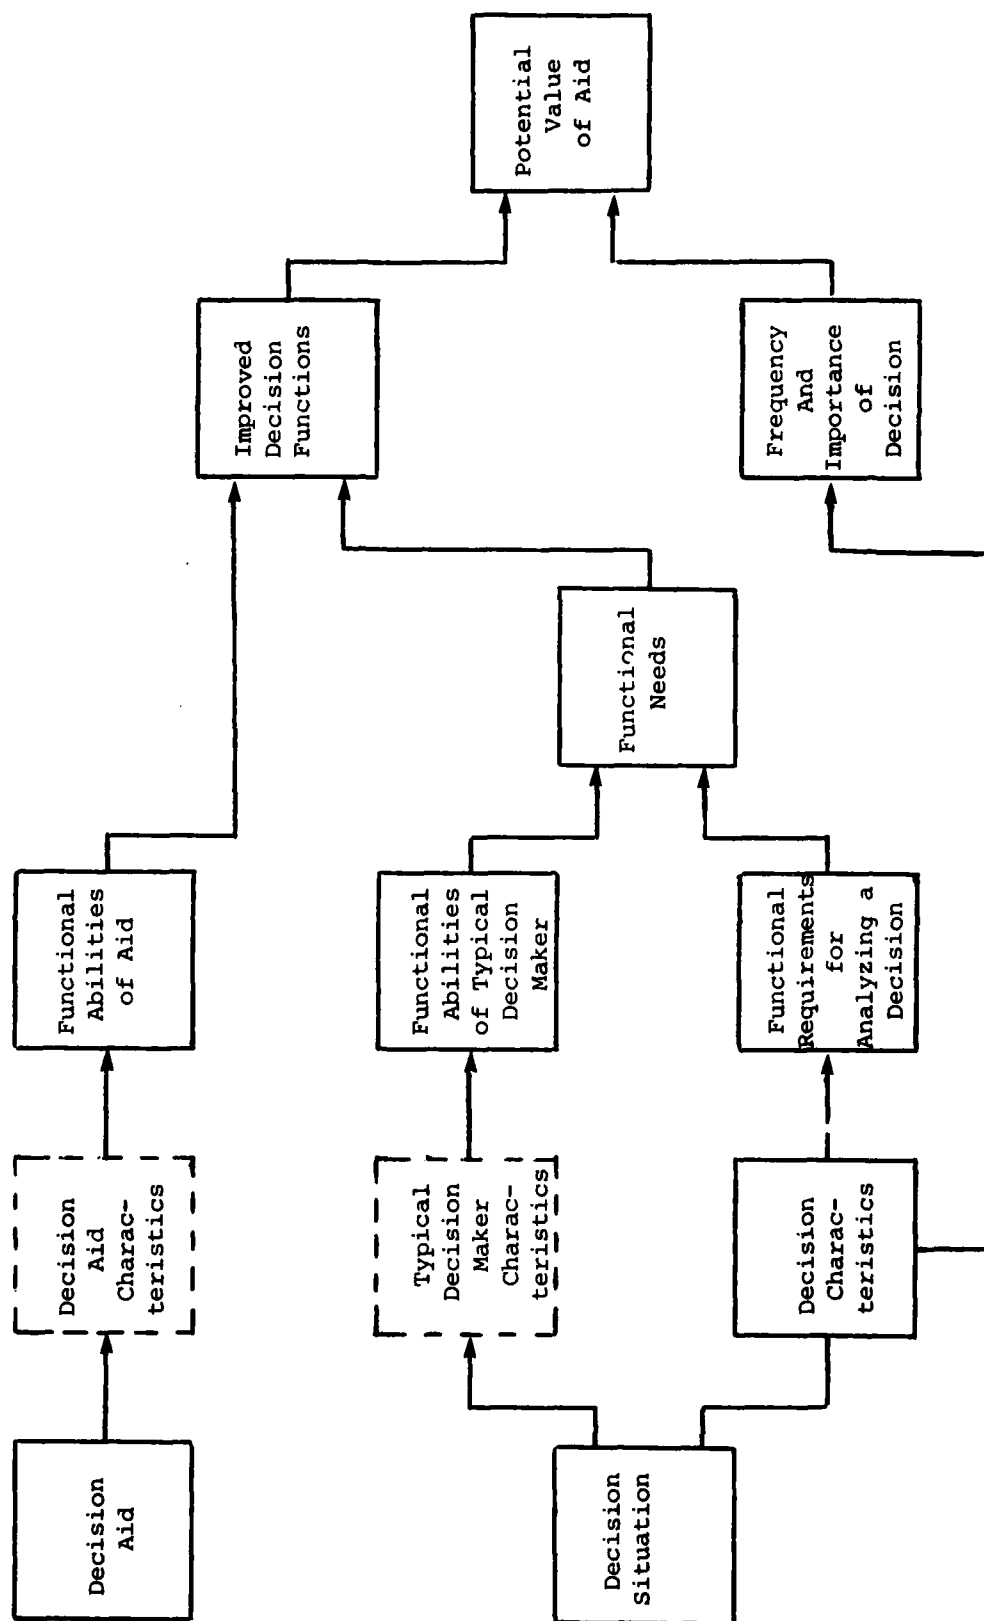 Decision
Aid
Decision Aid
Charac-
teristics
Functional
Abilities
of Aid
Improved
Decision
Functions
Potential
Value
of Aid
Decision
Situation
Typical
Decision
Maker
Charac-
teristics
Functional
Abilities
of Typical
Decision
Maker
Functional
Needs
Decision
Charac-
teristics
Functional
Requirements
for
Analyzing a
Decision
Frequency
And
Importance
of
Decision